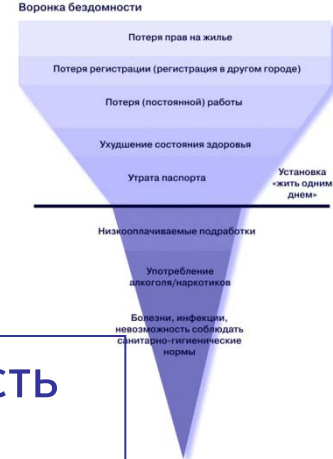 Воронка бездомности
Потеря прав на жилье
Потеря регистрации (регистрация в другом городе)
Потеря (постоянной) работы
Ухудшение состояния здоровья
Утрата паспорта
Установка
«жить одним
днем»
Низкооплачиваемые подработки
Употребление
алкоголя/наркотиков
Болезни, инфекции,
невозможность соблюдать
санитарно-гигиенические
нормы
сть